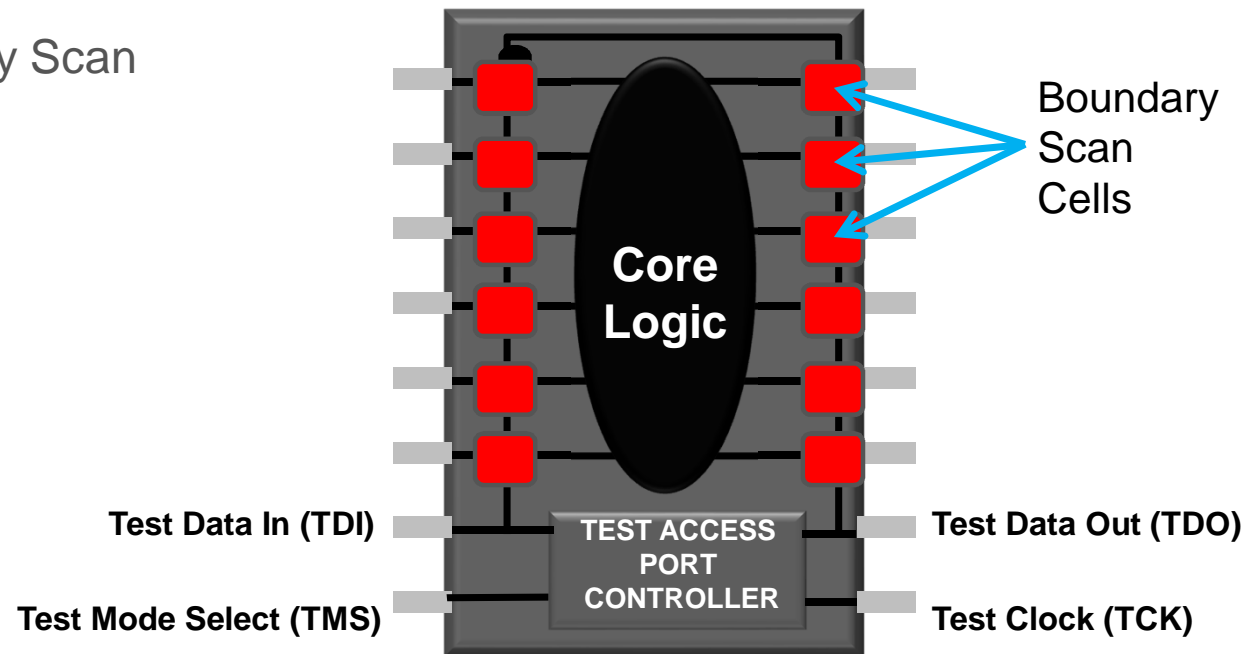 y Scan
Boundary
Scan
Cells
Core
Logic
Test Data In (TDI)
TEST ACCESS
PORT
CONTROLLER
Test Data Out (TDO)
Test Mode Select (TMS)
Test Clock (TCK)